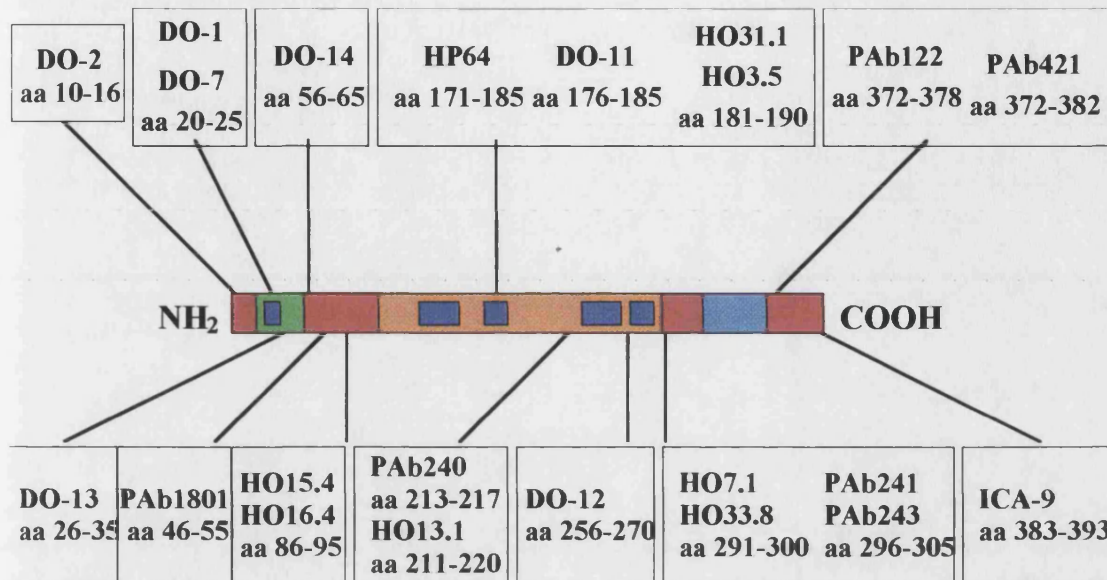 DO-2
aa 10-16
DO-1
DO-7
aa 20-25
DO-14
aa 56-65
HP64
aa 171-185
DO-11
aa 176-185
HO31.1
HO3.5
aa 181-190
PAb122
aa 372-378
PAb421
aa 372-382
NH₂
COOH
DO-13
aa 26-35
PAb1801
aa 46-55
HO15.4
HO16.4
aa 86-95
PAb240
aa 213-217
HO13.1
aa 211-220
DO-12
aa 256-270
HO7.1
HO33.8
aa 291-300
PAb241
PAb243
aa 296-305
ICA-9
aa 383-393